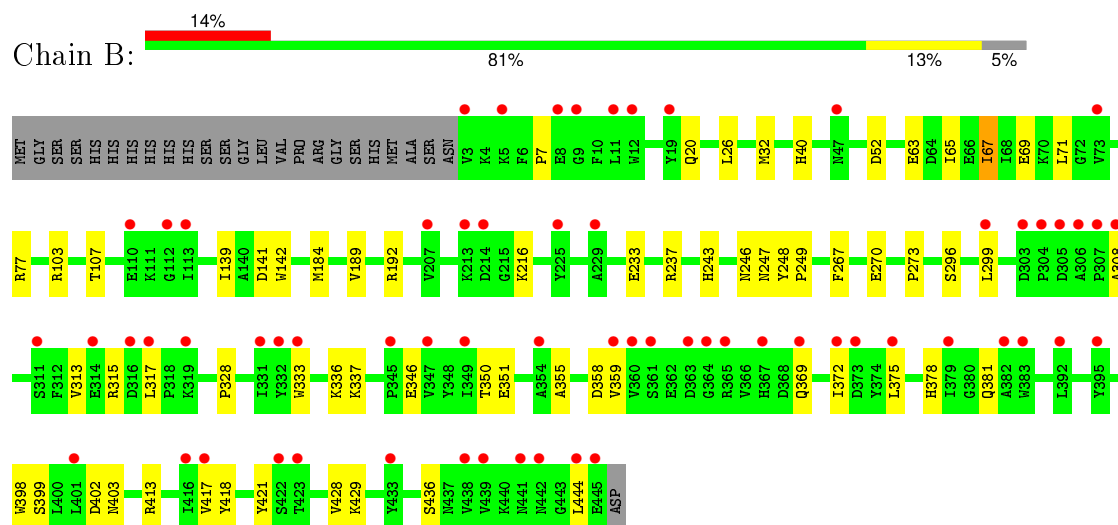 14%
Chain B:
81% 13% 5%
MET GLY SER SER HIS HIS HIS HIS HIS HIS SER SER GLY LEU VAL PRO ARG GLY SER HIS MET ALA SER ASN V3 K4 K5 F6 P7 E8 G9 F10 L11 W12 Y19 Q20 L26 M32 H40 N47 D52 E63 D64 I65 E66 I67 I68 E69 K70 L71 G72 V73
R77 R103 T107 E110 K111 G112 I113 I139 A140 D141 W142 M184 V189 R192 V207 K213 D214 G215 K216 Y225 A229 E233 R237 H243 N246 N247 Y248 P249 F267 E270 P273 S296 L299 D303 P304 D305 A306 P307 A308
S311 F312 V313 E314 R315 D316 L317 P318 K319 P328 I331 Y332 W333 K336 K337 P345 E346 V347 Y348 I349 T350 E351 A354 A355 D358 V359 V360 S361 E362 D363 G364 R365 V366 H367 D368 Q369 I372 D373 Y374 L375 H378 I379 G380 Q381 A382 W383 L392 Y395
W398 S399 L400 L401 D402 N403 R413 I416 V417 Y418 Y421 S422 T423 V428 K429 Y433 S436 N437 V438 V439 K440 N441 N442 G443 L444 E445 ASP